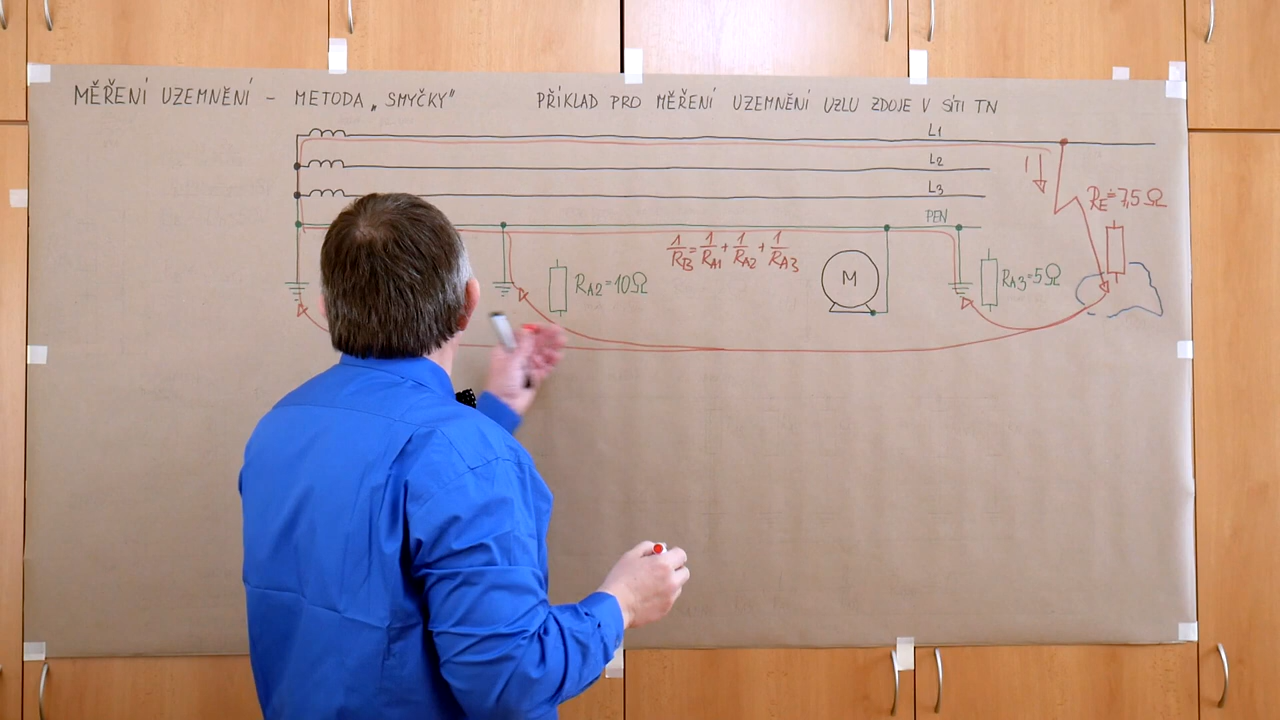 MĚŘENÍ UZEMNĚNÍ - METODA „SMYČKY"
PŘÍKLAD PRO MĚŘENÍ UZEMNĚNÍ UZLU ZDOJE V SÍTI TN
L1
L2
L3
PEN
I
RE=7,5Ω
1/RB=1/RA1+1/RA2+1/RA3
RA2=10Ω
M
RA3=5Ω